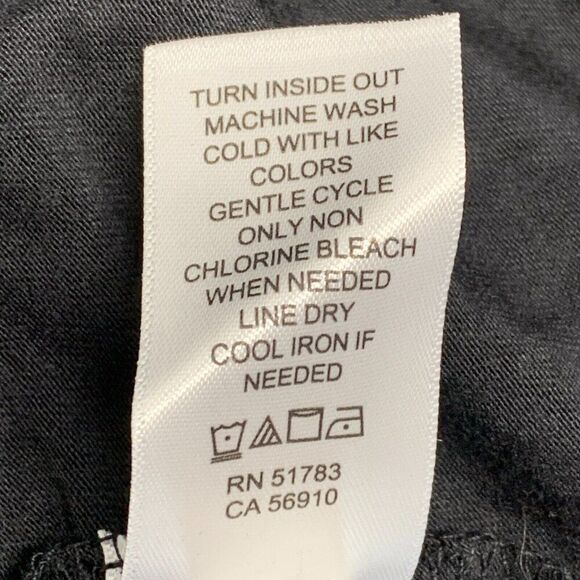 TURN INSIDE OUT
MACHINE WASH
COLD WITH LIKE
COLORS
GENTLE CYCLE
ONLY NON
CHLORINE BLEACH
WHEN NEEDED
LINE DRY
COOL IRON IF
NEEDED
RN 51783
CA 56910